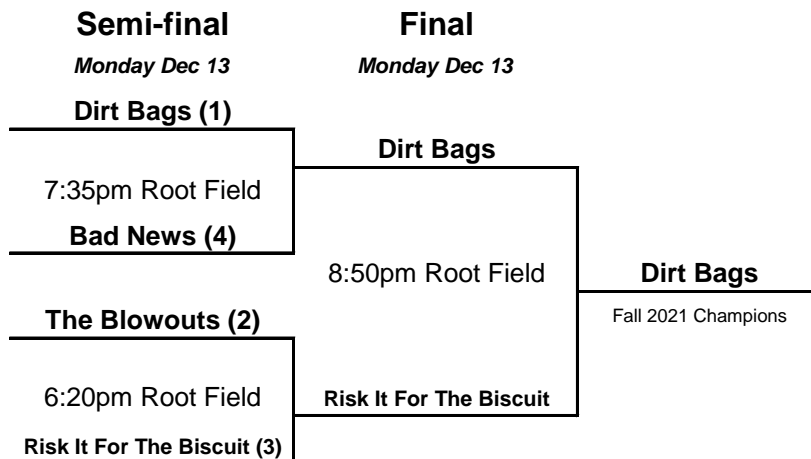 Semi-final
Final
Monday Dec 13
Monday Dec 13
Dirt Bags (1)
Dirt Bags
7:35pm Root Field
Bad News (4)
8:50pm Root Field
Dirt Bags
Fall 2021 Champions
The Blowouts (2)
6:20pm Root Field
Risk It For The Biscuit
Risk It For The Biscuit (3)